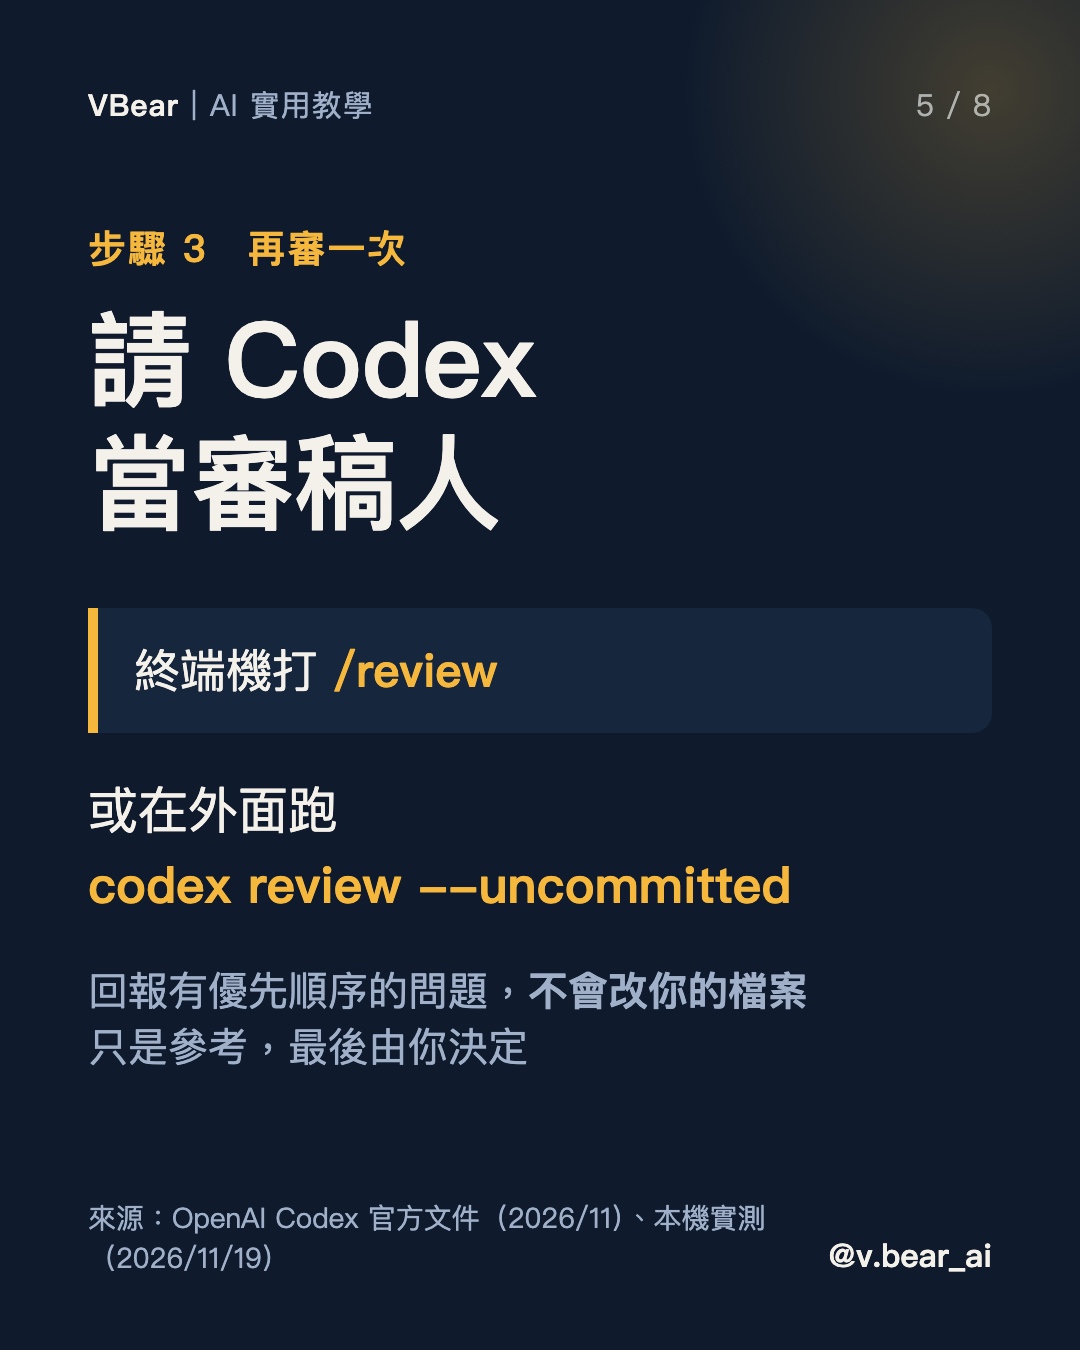 VBear | AI 實用教學
5 / 8
步驟 3　再審一次
請 Codex
當審稿人
終端機打 /review
或在外面跑
codex review --uncommitted
回報有優先順序的問題，不會改你的檔案
只是參考，最後由你決定
來源：OpenAI Codex 官方文件（2026/11）、本機實測
（2026/11/19）
@v.bear_ai